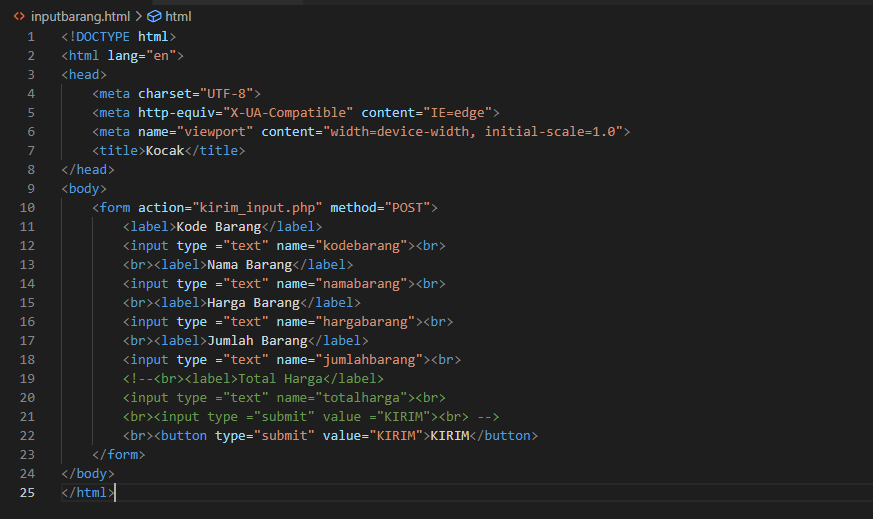 inputbarang.html > html
1 <!DOCTYPE html>
2 <html lang="en">
3 <head>
4 <meta charset="UTF-8">
5 <meta http-equiv="X-UA-Compatible" content="IE=edge">
6 <meta name="viewport" content="width=device-width, initial-scale=1.0">
7 <title>Kocak</title>
8 </head>
9 <body>
10 <form action="kirim_input.php" method="POST">
11 <label>Kode Barang</label>
12 <input type ="text" name="kodebarang"><br>
13 <br><label>Nama Barang</label>
14 <input type ="text" name="namabarang"><br>
15 <br><label>Harga Barang</label>
16 <input type ="text" name="hargabarang"><br>
17 <br><label>Jumlah Barang</label>
18 <input type ="text" name="jumlahbarang"><br>
19 <!--<br><label>Total Harga</label>
20 <input type ="text" name="totalharga"><br>
21 <br><input type ="submit" value ="KIRIM"><br> -->
22 <br><button type="submit" value="KIRIM">KIRIM</button>
23 </form>
24 </body>
25 </html>